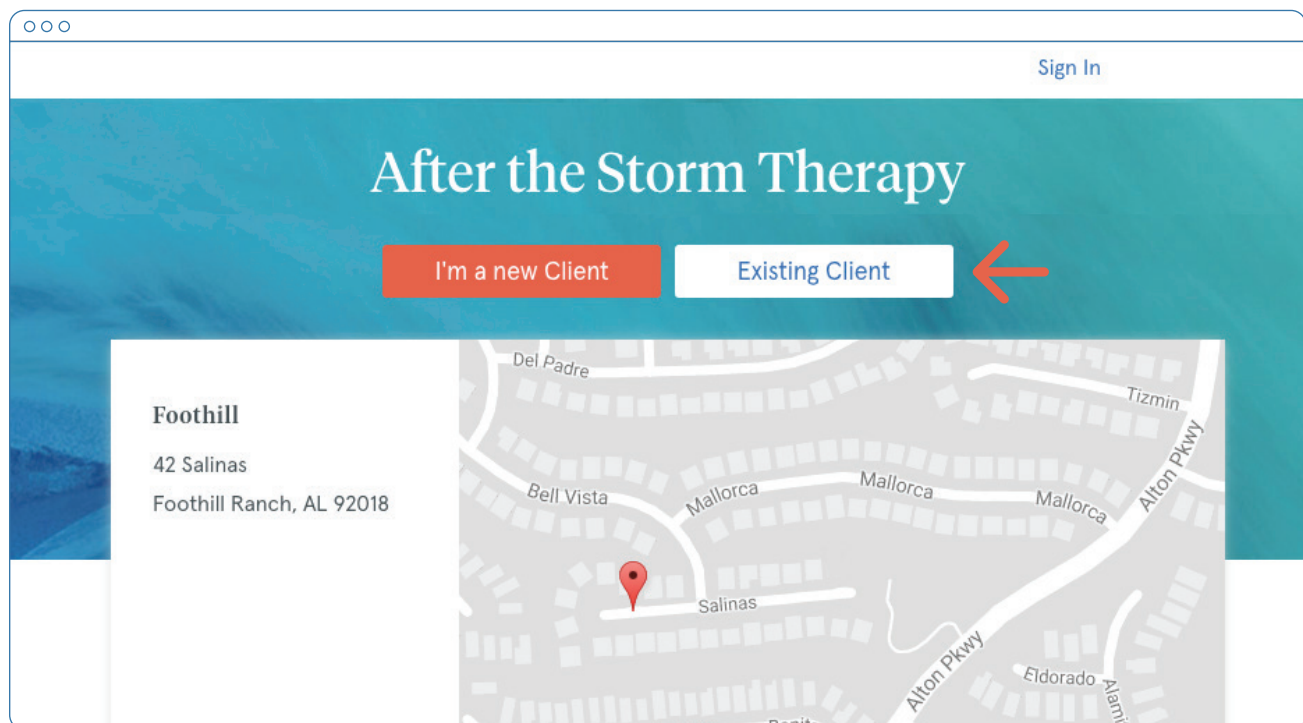 Sign In
After the Storm Therapy
I'm a new Client
Existing Client
Foothill
42 Salinas
Foothill Ranch, AL 92018
Del Padre
Tizmin
Alton Pkwy
Bell Vista
Mallorca
Mallorca
Mallorca
Salinas
Alton Pkwy
Eldorado